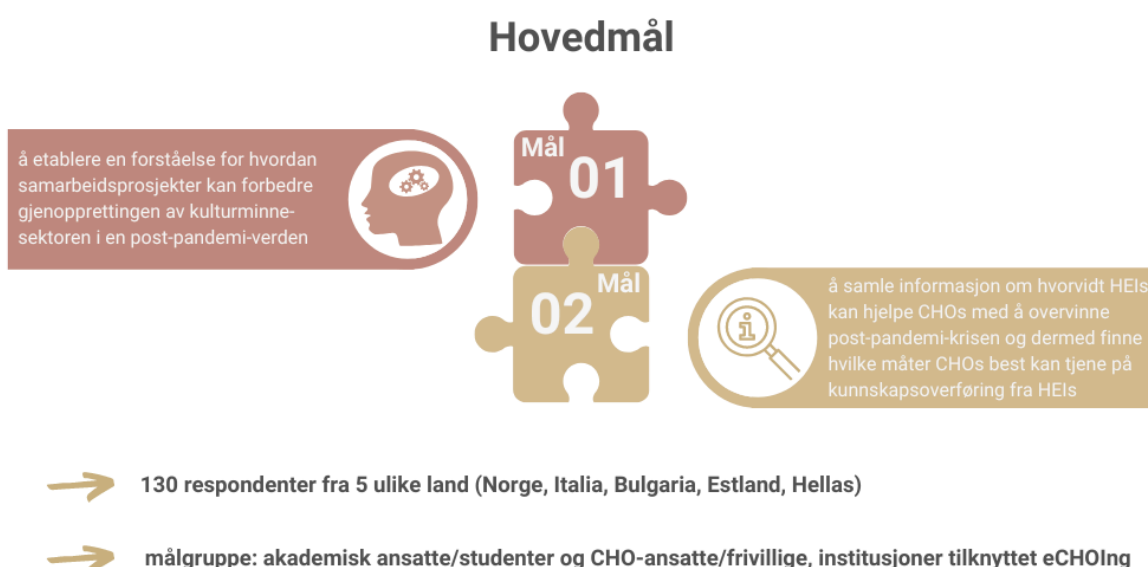 Hovedmål
Mål
01
å etablere en forståelse for hvordan
samarbeidsprosjekter kan forbedre
gjenopprettingen av kulturminne-
sektoren i en post-pandemi-verden
Mål
02
å samle informasjon om hvorvidt HEIs
kan hjelpe CHOs med å overvinne
post-pandemi-krisen og dermed finne
hvilke måter CHOs best kan tjene på
kunnskapsoverføring fra HEIs
130 respondenter fra 5 ulike land (Norge, Italia, Bulgaria, Estland, Hellas)
målgruppe: akademisk ansatte/studenter og CHO-ansatte/frivillige, institusjoner tilknyttet eCHOIng